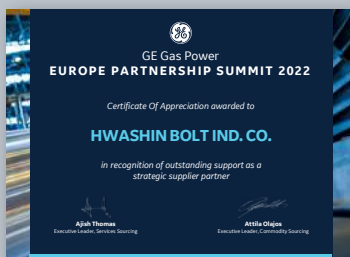 GE Gas Power
EUROPE PARTNERSHIP SUMMIT 2022
Certificate Of Appreciation awarded to
HWASHIN BOLT IND. CO.
in recognition of outstanding support as a
strategic supplier partner
Ajish Thomas
Executive Leader, Services Sourcing
Attila Olajos
Executive Leader, Commodity Sourcing